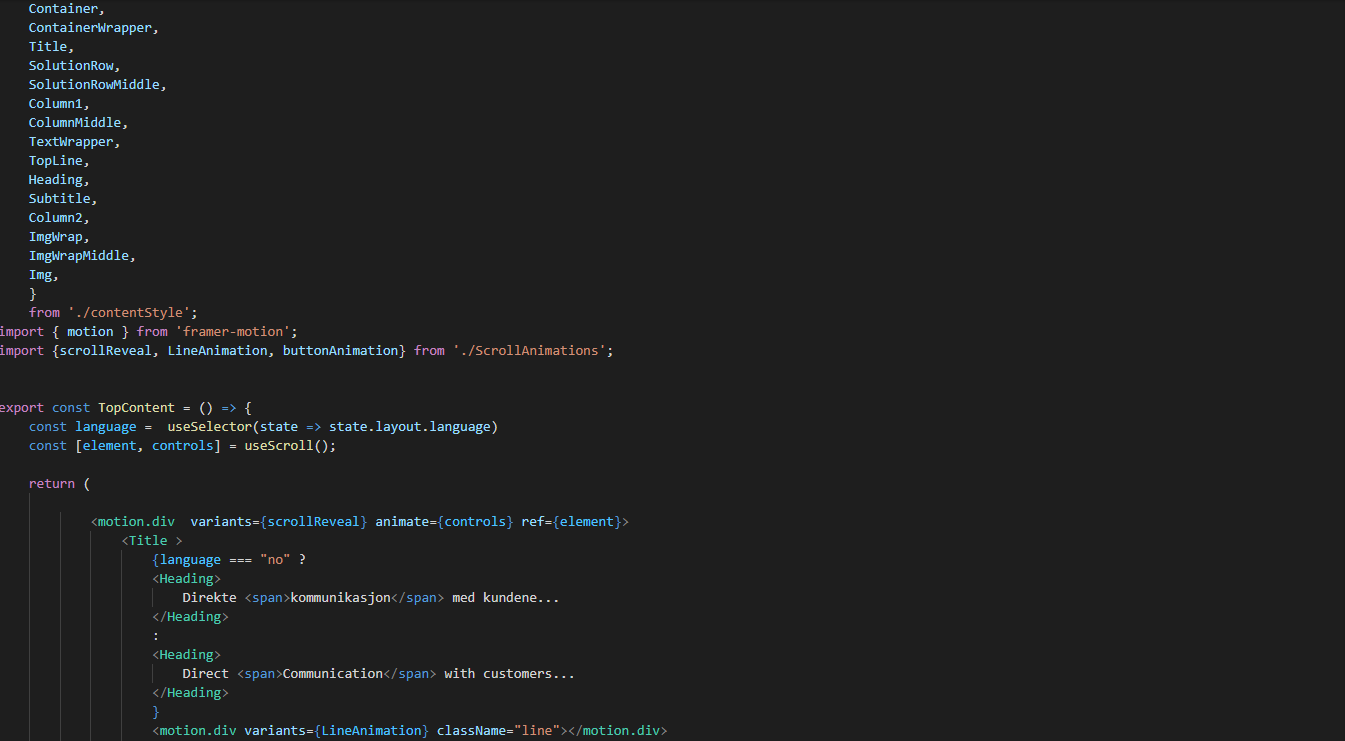 Container,
ContainerWrapper,
Title,
SolutionRow,
SolutionRowMiddle,
Column1,
ColumnMiddle,
TextWrapper,
TopLine,
Heading,
Subtitle,
Column2,
ImgWrap,
ImgWrapMiddle,
Img,
}
from './contentStyle';
import { motion } from 'framer-motion';
import {scrollReveal, LineAnimation, buttonAnimation} from './ScrollAnimations';
export const TopContent = () => {
const language =  useSelector(state => state.layout.language)
const [element, controls] = useScroll();
return (
<motion.div  variants={scrollReveal} animate={controls} ref={element}>
<Title >
{language === "no" ?
<Heading>
Direkte <span>kommunikasjon</span> med kundene...
</Heading>
:
<Heading>
Direct <span>Communication</span> with customers...
</Heading>
}
<motion.div variants={LineAnimation} className="line"></motion.div>